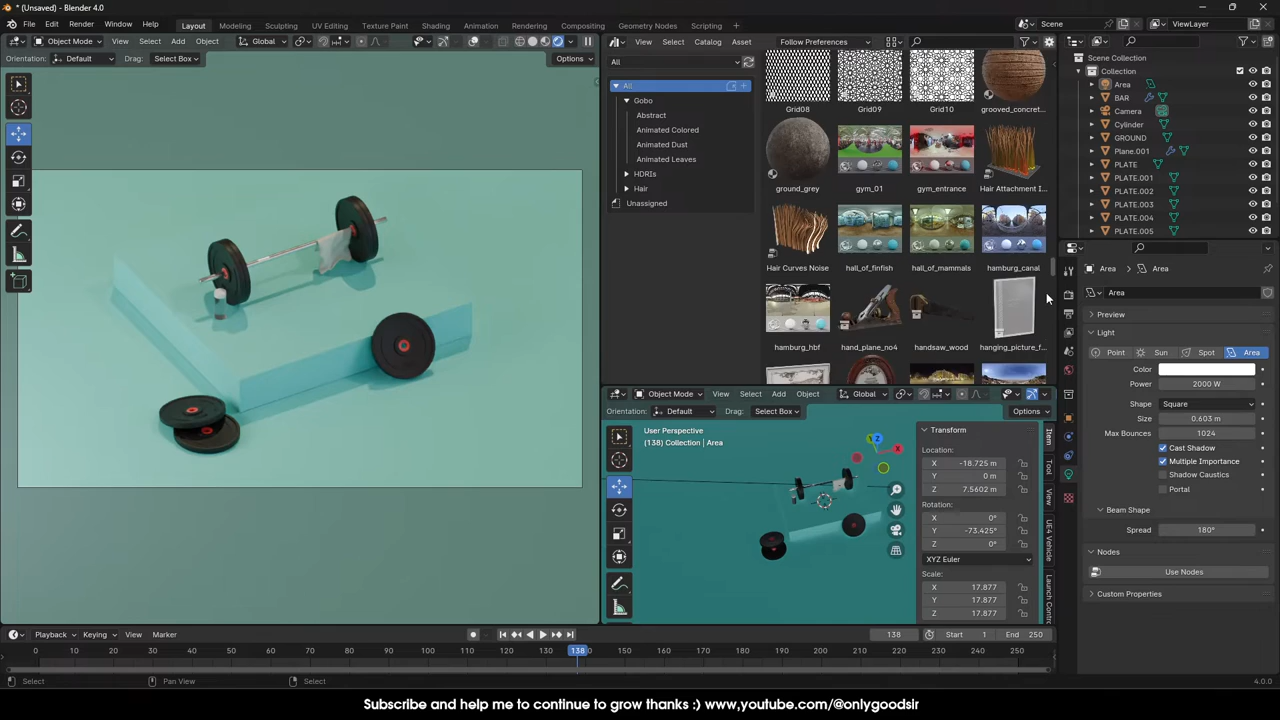 * (Unsaved) - Blender 4.0
File Edit Render Window Help
Layout Modeling Sculpting UV Editing Texture Paint Shading Animation Rendering Compositing Geometry Nodes Scripting
Scene ViewLayer
Object Mode View Select Add Object Global
Orientation: Default Drag: Select Box Options
View Select Catalog Asset Follow Preferences
All
All
Gobo
Abstract
Animated Colored
Animated Dust
Animated Leaves
HDRIs
Hair
Unassigned
Grid08 Grid09 Grid10 grooved_concret...
ground_grey gym_01 gym_entrance Hair Attachment I...
Hair Curves Noise hall_of_finfish hall_of_mammals hamburg_canal
hamburg_hbf hand_plane_no4 handsaw_wood hanging_picture_f...
Scene Collection
Collection
Area
BAR
Camera
Cylinder
GROUND
Plane.001
PLATE
PLATE.001
PLATE.002
PLATE.003
PLATE.004
PLATE.005
Area Area
Area
Preview
Light
Point Sun Spot Area
Color
Power 2000 W
Shape Square
Size 0.603 m
Max Bounces 1024
Cast Shadow
Multiple Importance
Shadow Caustics
Portal
Beam Shape
Spread 180°
Nodes
Use Nodes
Custom Properties
Object Mode View Select Add Object Global
Orientation: Default Drag: Select Box Options
User Perspective
(138) Collection | Area
Transform
Location:
X -18.725 m
Y 0 m
Z 7.5602 m
Rotation:
X 0°
Y -73.425°
Z 0°
XYZ Euler
Scale:
X 17.877
Y 17.877
Z 17.877
Item
Tool
View
UE4 Vehicle
Launch Control
Playback Keying View Marker 138 Start 1 End 250
0 10 20 30 40 50 60 70 80 90 100 110 120 130 138 0 150 160 170 180 190 200 210 220 230 240 250
Select Pan View Select 4.0.0
Subscribe and help me to continue to grow thanks :) www,youtube.com/@onlygoodsir